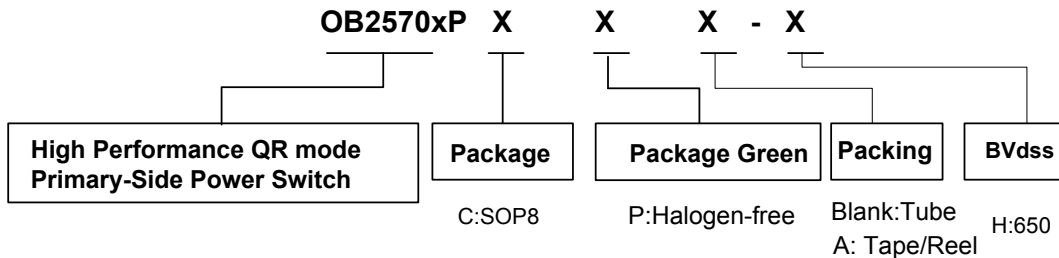 OB2570xP X X X - X
High Performance QR mode
Primary-Side Power Switch
Package
Package Green
Packing
BVdss
C:SOP8
P:Halogen-free
Blank:Tube
A: Tape/Reel
H:650